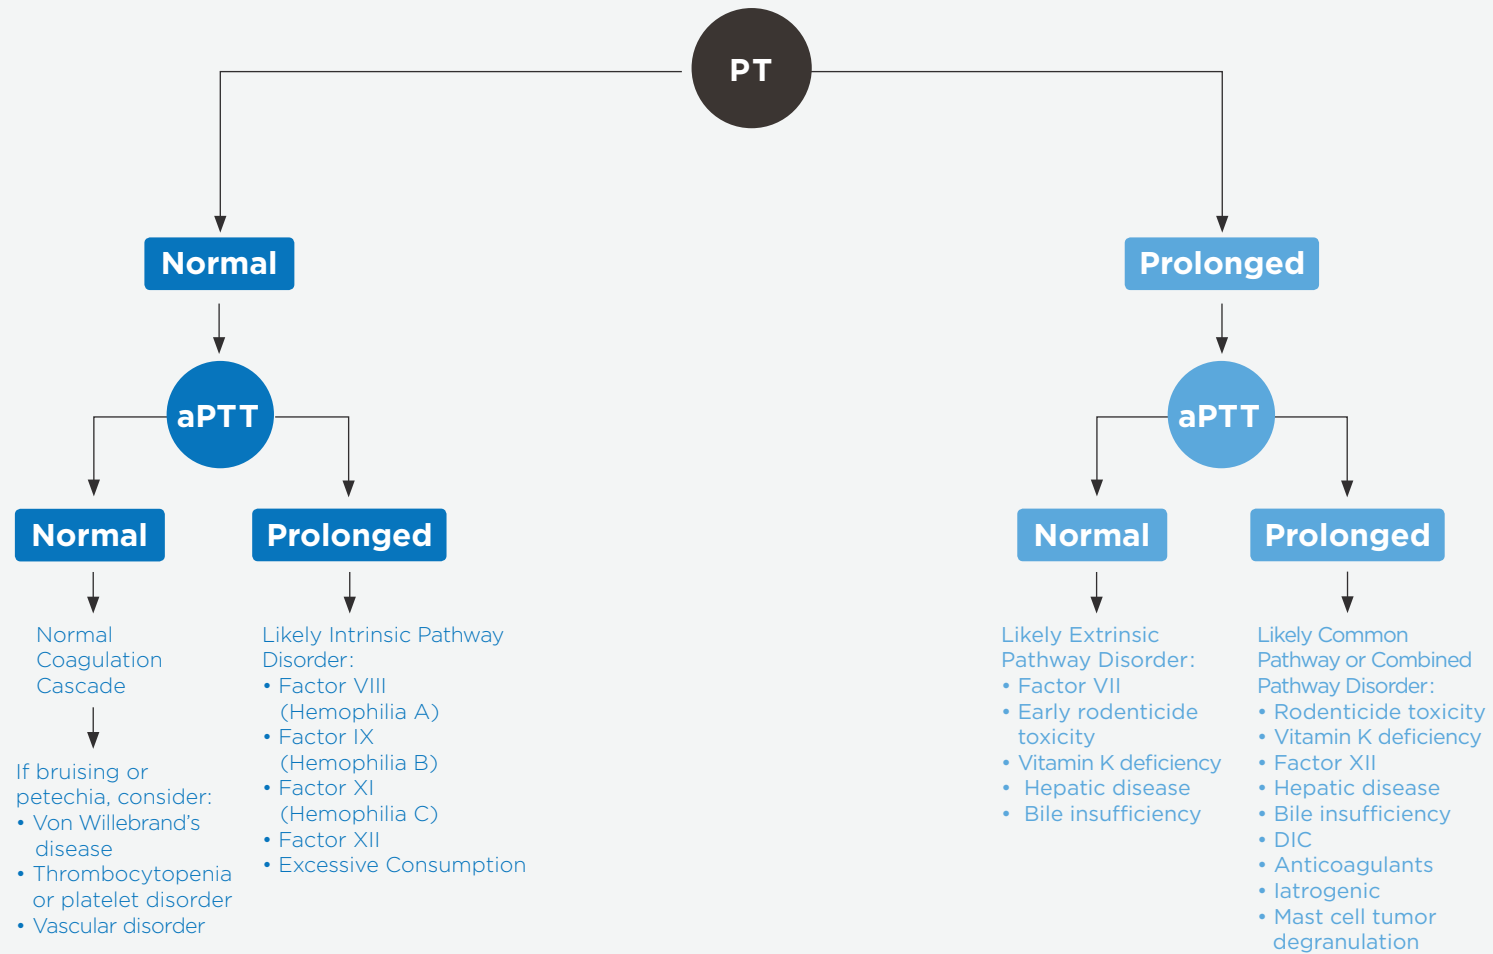 PT
Normal
Prolonged
aPTT
aPTT
Normal
Prolonged
Normal
Prolonged
Normal
Coagulation
Cascade
If bruising or
petechia, consider:
• Von Willebrand's
disease
• Thrombocytopenia
or platelet disorder
• Vascular disorder
Likely Intrinsic Pathway
Disorder:
• Factor VIII
(Hemophilia A)
• Factor IX
(Hemophilia B)
• Factor XI
(Hemophilia C)
• Factor XII
• Excessive Consumption
Likely Extrinsic
Pathway Disorder:
• Factor VII
• Early rodenticide
toxicity
• Vitamin K deficiency
• Hepatic disease
• Bile insufficiency
Likely Common
Pathway or Combined
Pathway Disorder:
• Rodenticide toxicity
• Vitamin K deficiency
• Factor XII
• Hepatic disease
• Bile insufficiency
• DIC
• Anticoagulants
• Iatrogenic
• Mast cell tumor
degranulation